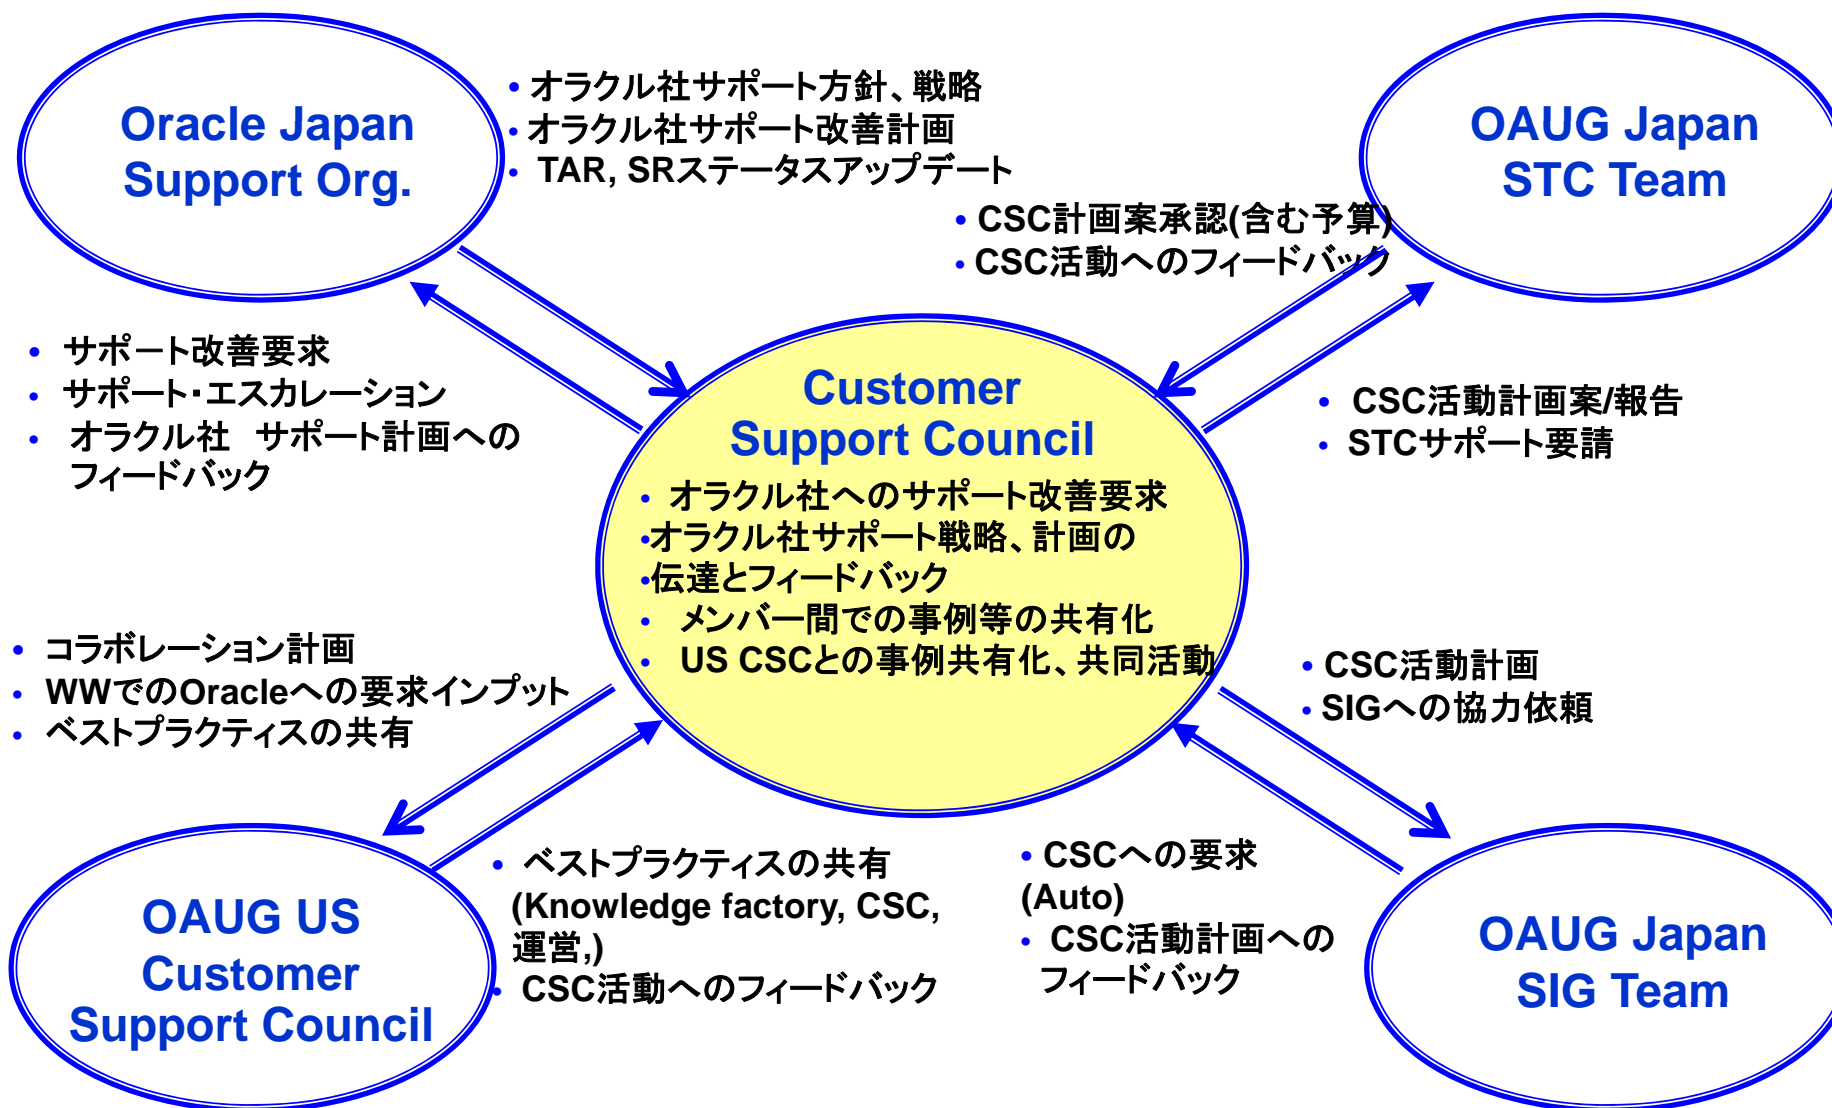 Oracle Japan
Support Org.
• オラクル社サポート方針、戦略
• オラクル社サポート改善計画
• TAR, SRステータスアップデート
OAUG Japan
STC Team
• CSC計画案承認(含む予算)
• CSC活動へのフィードバック
• サポート改善要求
• サポート・エスカレーション
• オラクル社 サポート計画への
フィードバック
Customer
Support Council
• オラクル社へのサポート改善要求
•オラクル社サポート戦略、計画の
•伝達とフィードバック
• メンバー間での事例等の共有化
• US CSCとの事例共有化、共同活動
• CSC活動計画案/報告
• STCサポート要請
• コラボレーション計画
• WWでのOracleへの要求インプット
• ベストプラクティスの共有
• CSC活動計画
• SIGへの協力依頼
OAUG US
Customer
Support Council
• ベストプラクティスの共有
(Knowledge factory, CSC,
運営,)
• CSC活動へのフィードバック
• CSCへの要求
(Auto)
• CSC活動計画への
フィードバック
OAUG Japan
SIG Team